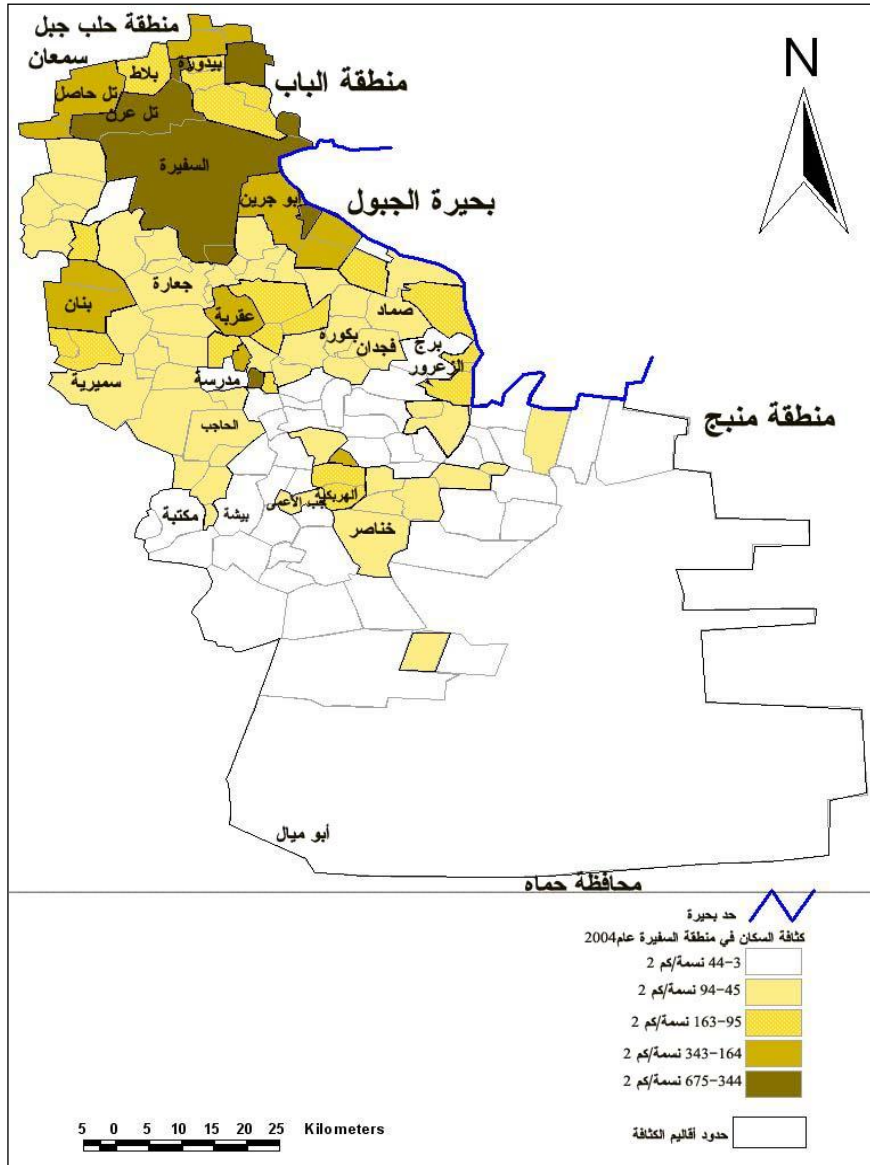 منطقة حلب جبل
سمعان
N
بيدورة
بلاط
منطقة الباب
تل حاصل
تل عرن
السفيرة
أبو جرين
بحيرة الجبول
جعارة
بنان
عقربة
صماد
بكورة
فجدان
برج
الزعرور
سميرية
مدرسة
منطقة منبج
الحاجب
الهربكية
جب الأعمى
مكتبة
بيشة
خناصر
أبو ميال
محافظة حماه
حد بحيرة
كثافة السكان في منطقة السفيرة عام2004
3–44 نسمة/كم 2
45–94 نسمة/كم 2
95–163 نسمة/كم 2
164–343 نسمة/كم 2
344–675 نسمة/كم 2
حدود أقاليم الكثافة
5 0 5 10 15 20 25 Kilometers